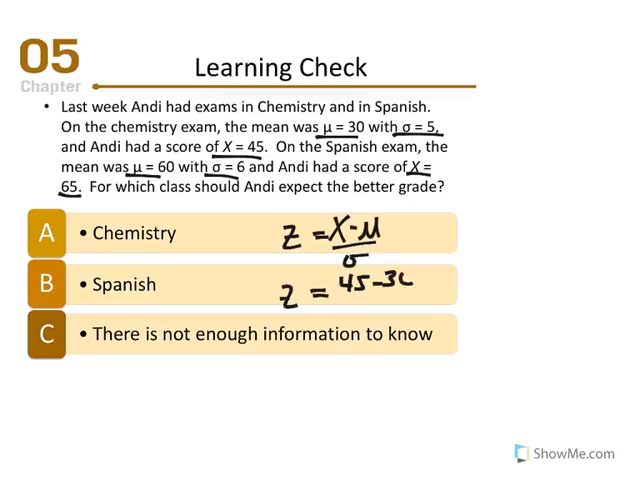 05
Chapter
Learning Check
• Last week Andi had exams in Chemistry and in Spanish.
On the chemistry exam, the mean was µ = 30 with σ = 5,
and Andi had a score of X = 45. On the Spanish exam, the
mean was µ = 60 with σ = 6 and Andi had a score of X =
65. For which class should Andi expect the better grade?
A • Chemistry
Z = X - µ
σ
B • Spanish
Z = 45 - 30
C • There is not enough information to know
ShowMe.com